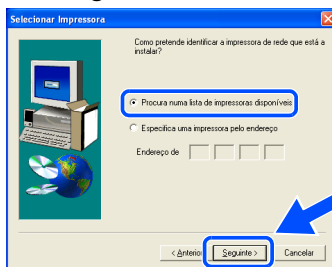 Selecionar Impressora
Como pretende identificar a impressora de rede que está a
instalar?
Procura numa lista de impressoras disponíveis
Especifica uma impressora pelo endereço
Endereço de
< Anterior
Seguinte >
Cancelar